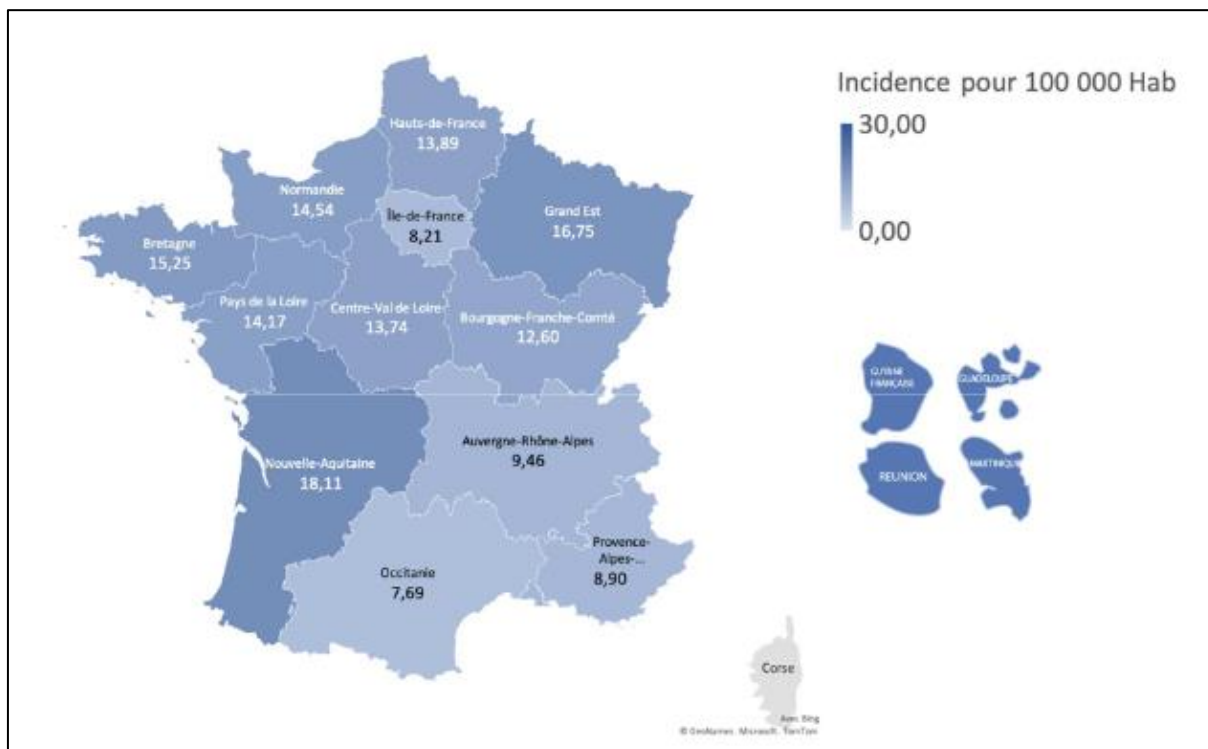 Incidence pour 100 000 Hab
30,00
0,00
Hauts-de-France
13,89
Normandie
14,54
Île-de-France
8,21
Grand Est
16,75
Bretagne
15,25
Pays de la Loire
14,17
Centre-Val de Loire
13,74
Bourgogne-Franche-Comté
12,60
GUYANE
FRANÇAISE
GUADELOUPE
Auvergne-Rhône-Alpes
9,46
Nouvelle-Aquitaine
18,11
REUNION
MARTINIQUE
Provence-
Alpes-...
8,90
Occitanie
7,69
Corse
Avec Bing
© GeoNames, Microsoft, TomTom